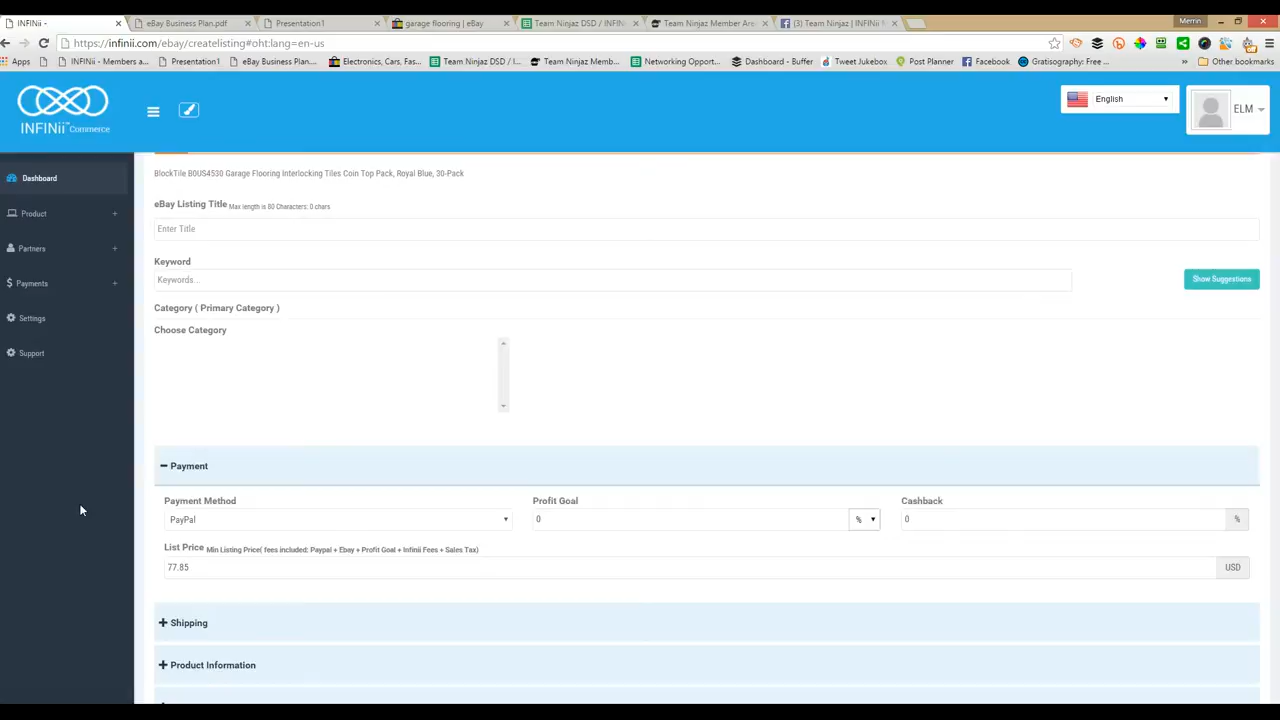 INFINii -
eBay Business Plan.pdf
Presentation1
garage flooring | eBay
Team Ninjaz DSD / INFINi
Team Ninjaz Member Are
(3) Team Ninjaz | INFINii M
Merrin
https://infinii.com/ebay/createlisting#oht:lang=en-us
Apps
INFINii - Members a...
Presentation1
eBay Business Plan....
Electronics, Cars, Fas...
Team Ninjaz DSD / I...
Team Ninjaz Memb...
Networking Opport...
Dashboard - Buffer
Tweet Jukebox
Post Planner
Facebook
Gratisography: Free ...
»
Other bookmarks
INFINii™ Commerce
English
ELM
Dashboard
Product +
Partners +
Payments +
Settings
Support
BlockTile B0US4530 Garage Flooring Interlocking Tiles Coin Top Pack, Royal Blue, 30-Pack
eBay Listing Title Max length is 80 Characters: 0 chars
Enter Title
Keyword
Keywords...
Show Suggestions
Category ( Primary Category )
Choose Category
Payment
Payment Method
Profit Goal
Cashback
PayPal
0
%
0
%
List Price Min Listing Price( fees included: Paypal + Ebay + Profit Goal + Infinii Fees + Sales Tax)
77.85
USD
Shipping
Product Information